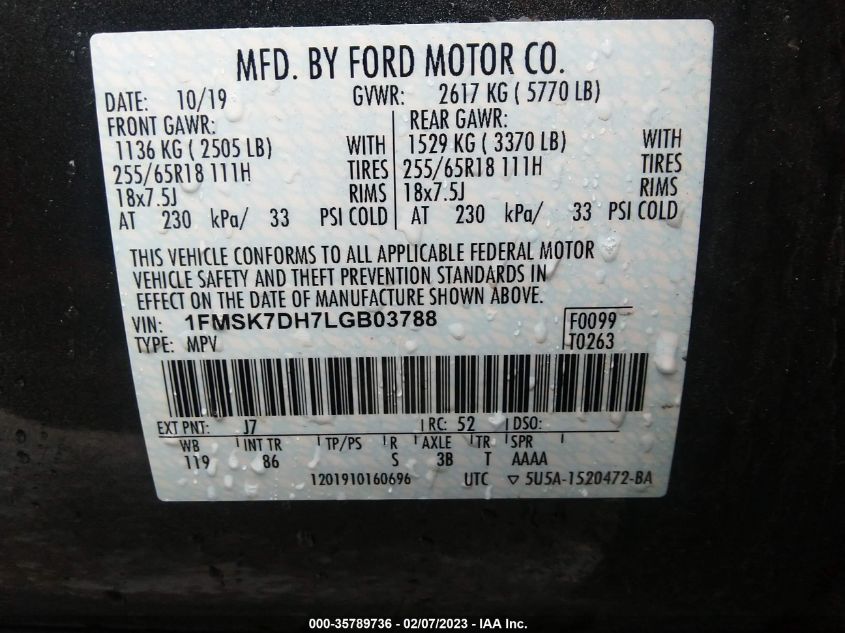 MFD. BY FORD MOTOR CO.
DATE: 10/19 GVWR: 2617 KG ( 5770 LB)
FRONT GAWR: REAR GAWR:
1136 KG ( 2505 LB) WITH 1529 KG ( 3370 LB) WITH
255/65R18 111H TIRES 255/65R18 111H TIRES
18x7.5J RIMS 18x7.5J RIMS
AT 230 kPa/ 33 PSI COLD AT 230 kPa/ 33 PSI COLD
THIS VEHICLE CONFORMS TO ALL APPLICABLE FEDERAL MOTOR
VEHICLE SAFETY AND THEFT PREVENTION STANDARDS IN
EFFECT ON THE DATE OF MANUFACTURE SHOWN ABOVE.
VIN: 1FMSK7DH7LGB03788 F0099
TYPE: MPV T0263
EXT PNT: J7 RC: 52 DSO:
WB INT TR TP/PS R AXLE TR SPR
119 86 S 3B T AAAA
1201910160696 UTC ▽ 5U5A-1520472-BA
000-35789736 - 02/07/2023 - IAA Inc.